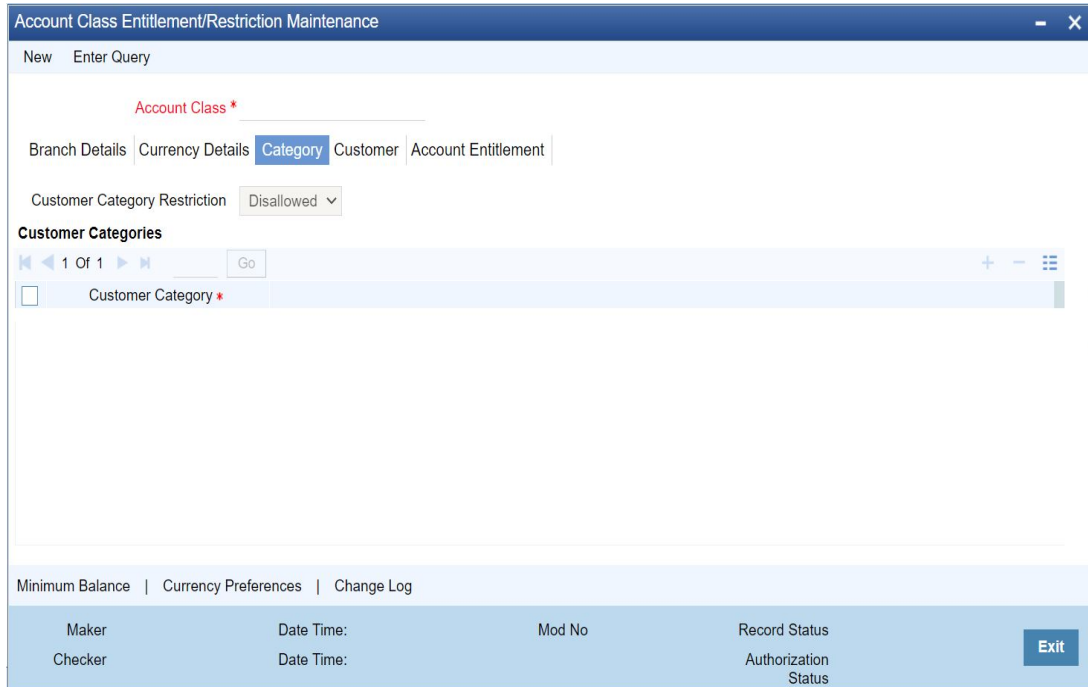 Account Class Entitlement/Restriction Maintenance
New Enter Query
Account Class *
Branch Details Currency Details Category Customer Account Entitlement
Customer Category Restriction Disallowed
Customer Categories
1 Of 1 Go
Customer Category *
Minimum Balance | Currency Preferences | Change Log
Maker Date Time: Mod No Record Status
Exit
Checker Date Time: Authorization
Status